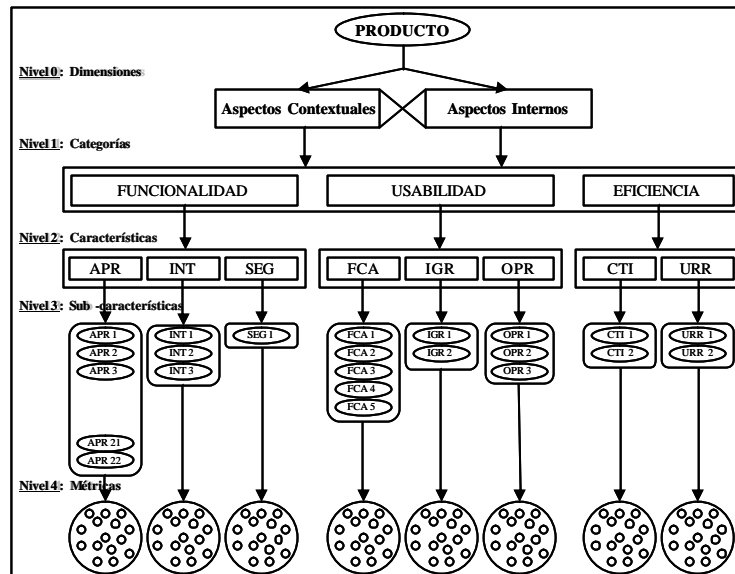 PRODUCTO
Nivel 0: Dimensiones
Aspectos Contextuales
Aspectos Internos
Nivel 1: Categorías
FUNCIONALIDAD
USABILIDAD
EFICIENCIA
Nivel 2: Características
APR
INT
SEG
FCA
IGR
OPR
CTI
URR
Nivel 3: Sub -características
APR 1
APR 2
APR 3
APR 21
APR 22
INT 1
INT 2
INT 3
SEG 1
FCA 1
FCA 2
FCA 3
FCA 4
FCA 5
IGR 1
IGR 2
OPR 1
OPR 2
OPR 3
CTI 1
CTI 2
URR 1
URR 2
Nivel 4: Métricas